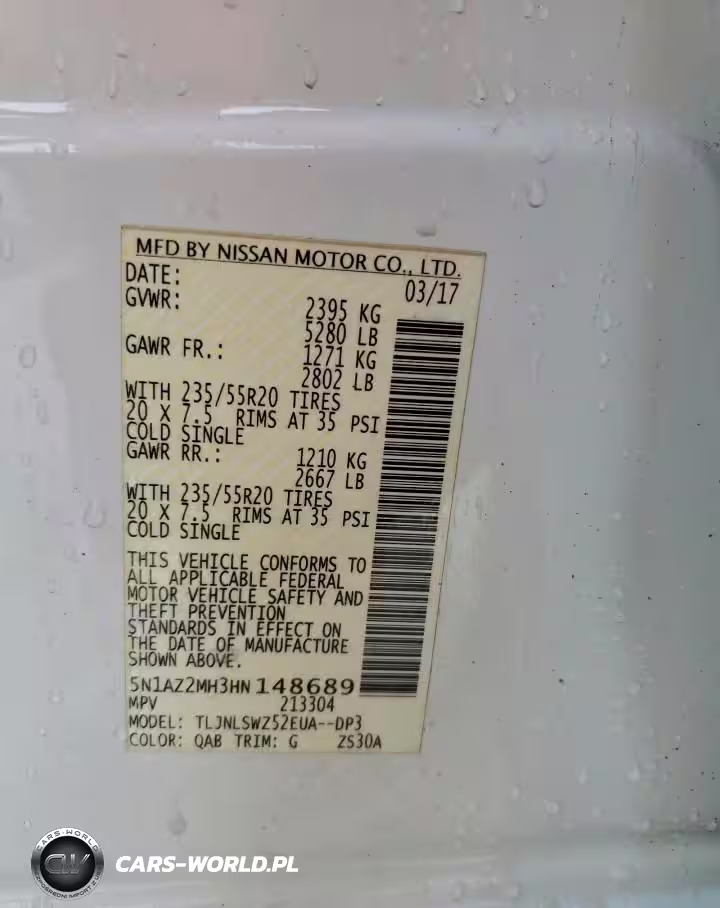 MFD BY NISSAN MOTOR CO., LTD.
DATE: 03/17
GVWR: 2395 KG
5280 LB
GAWR FR.: 1271 KG
2802 LB
WITH 235/55R20 TIRES
20 X 7.5 RIMS AT 35 PSI
COLD SINGLE
GAWR RR.: 1210 KG
2667 LB
WITH 235/55R20 TIRES
20 X 7.5 RIMS AT 35 PSI
COLD SINGLE
THIS VEHICLE CONFORMS TO
ALL APPLICABLE FEDERAL
MOTOR VEHICLE SAFETY AND
THEFT PREVENTION
STANDARDS IN EFFECT ON
THE DATE OF MANUFACTURE
SHOWN ABOVE.
5N1AZ2MH3HN148689
MPV 213304
MODEL: TLJNLSWZ52EUA--DP3
COLOR: QAB TRIM: G ZS30A
CARS-WORLD
CW
CARS-WORLD.PL